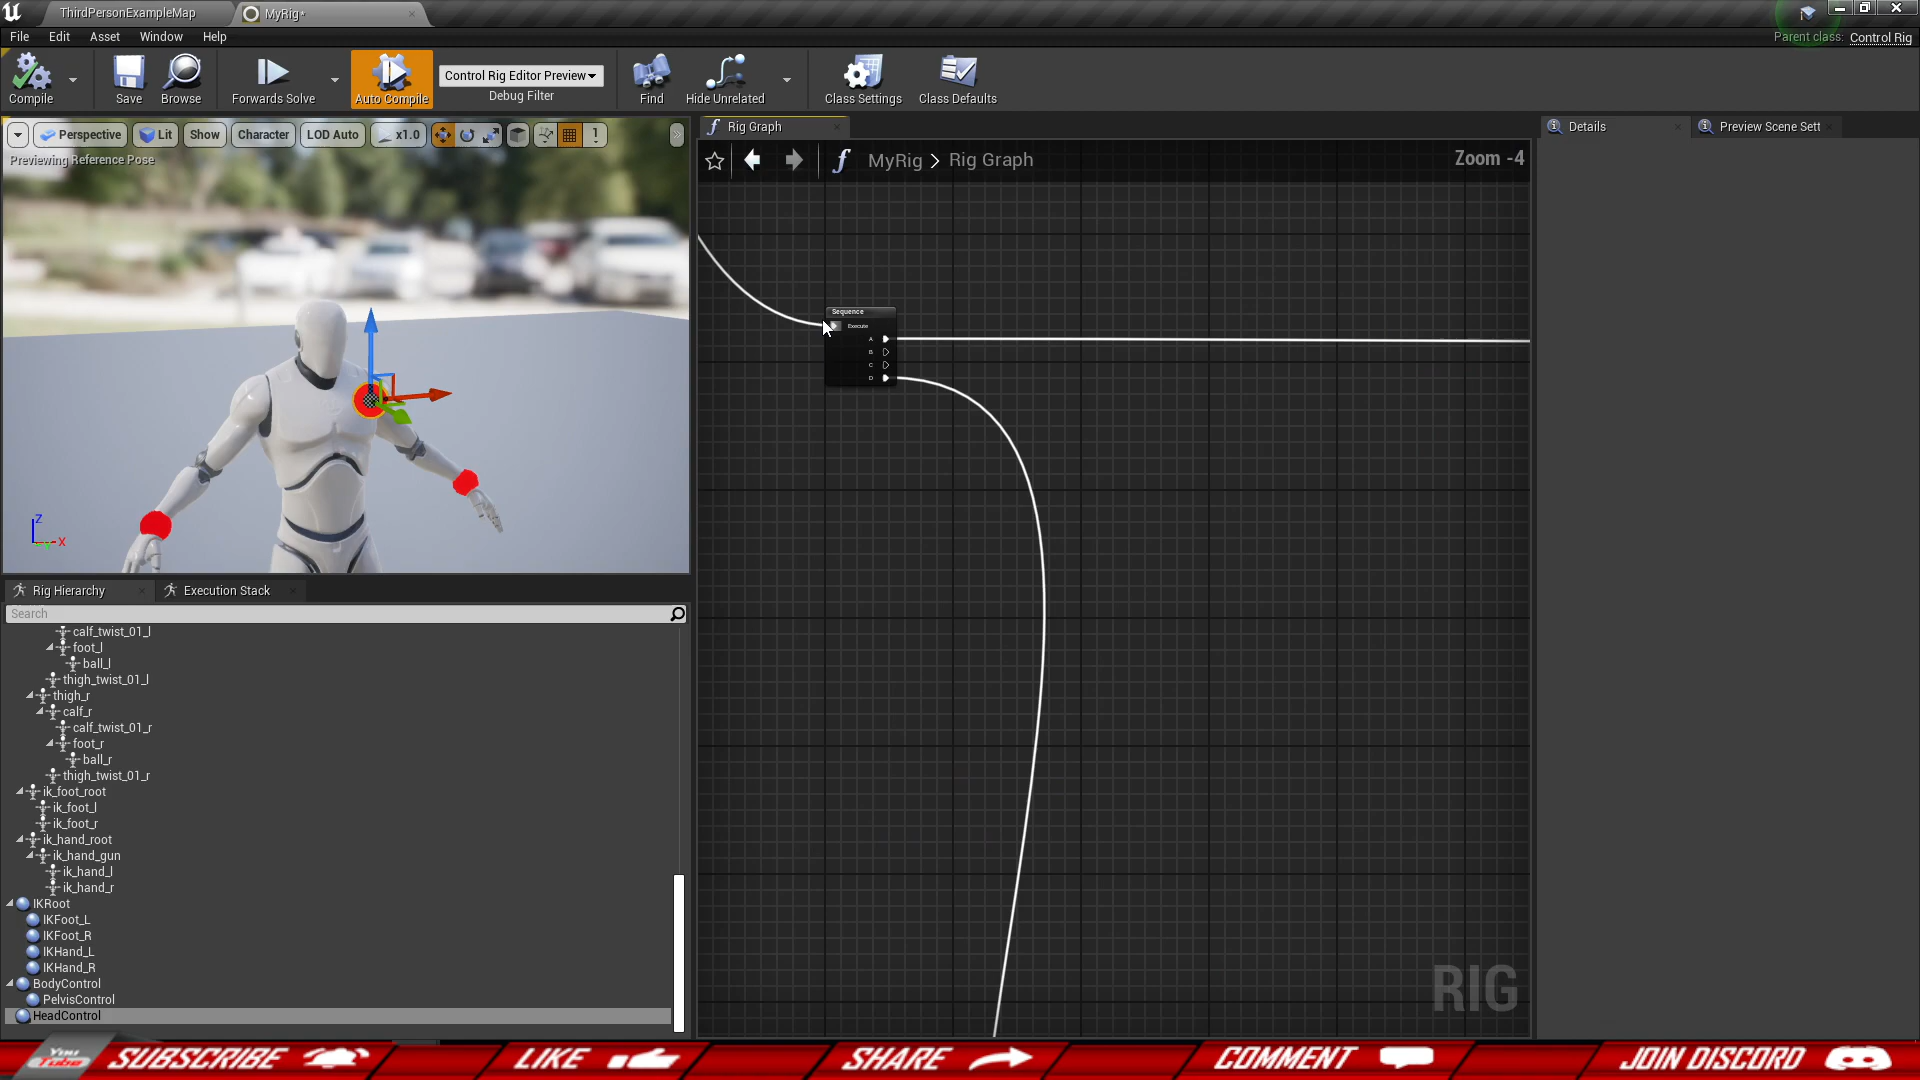 ThirdPersonExampleMap
MyRig*
File Edit Asset Window Help
Parent class: Control Rig
Compile
Save
Browse
Forwards Solve
Auto Compile
Control Rig Editor Preview
Debug Filter
Find
Hide Unrelated
Class Settings
Class Defaults
Perspective
Lit
Show
Character
LOD Auto
x1.0
1
Previewing Reference Pose
Z
X
Rig Graph
MyRig > Rig Graph
Zoom -4
Sequence
Execute
A
B
C
D
RIG
Details
Preview Scene Sett
Rig Hierarchy
Execution Stack
Search
calf_twist_01_l
foot_l
ball_l
thigh_twist_01_l
thigh_r
calf_r
calf_twist_01_r
foot_r
ball_r
thigh_twist_01_r
ik_foot_root
ik_foot_l
ik_foot_r
ik_hand_root
ik_hand_gun
ik_hand_l
ik_hand_r
IKRoot
IKFoot_L
IKFoot_R
IKHand_L
IKHand_R
BodyControl
PelvisControl
HeadControl
SUBSCRIBE
LIKE
SHARE
COMMENT
JOIN DISCORD